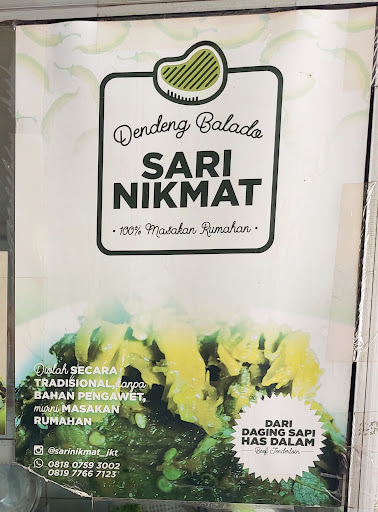 Dendeng Balado
SARI
NIKMAT
• 100% Masakan Rumahan •
Diolah SECARA
TRADISIONAL, tanpa
BAHAN PENGAWET,
murni MASAKAN
RUMAHAN
@sarinikmat_jkt
0818 0759 3002
0819 7766 7123
DARI
DAGING SAPI
HAS DALAM
Beef Tenderloin